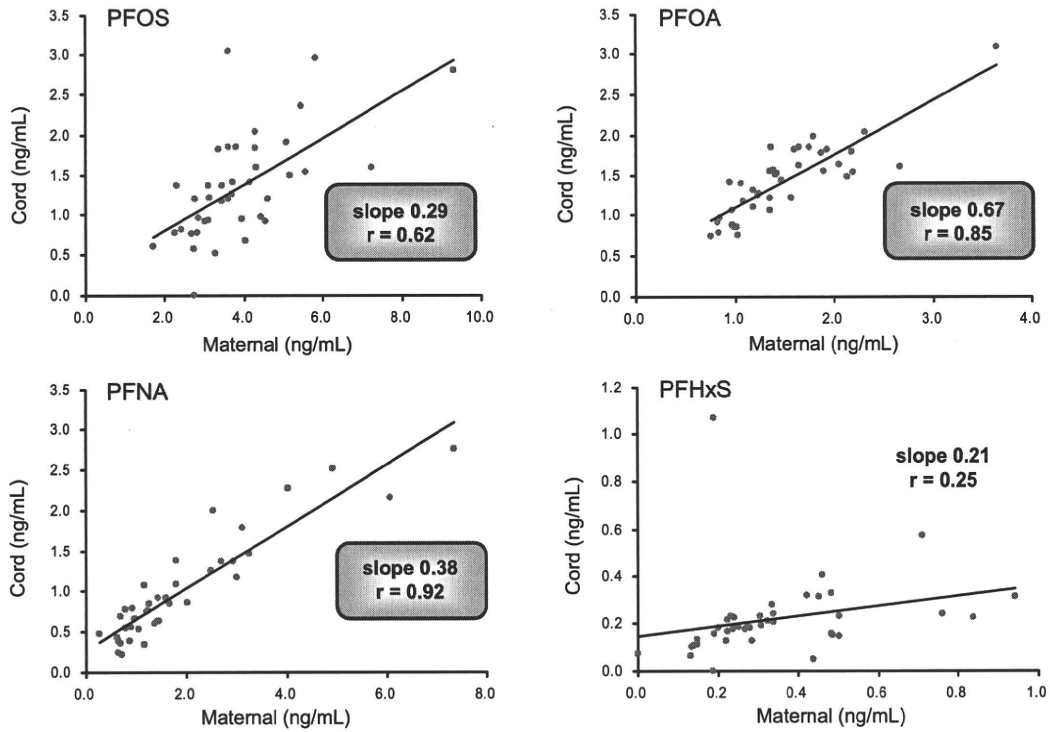 PFOS
3.5
3.0
2.5
2.0
1.5
1.0
0.5
0.0
Cord (ng/mL)
slope 0.29
r = 0.62
2.0 4.0 6.0 8.0 10.0
Maternal (ng/mL)
PFOA
3.5
3.0
2.5
2.0
1.5
1.0
0.5
0.0
Cord (ng/mL)
slope 0.67
r = 0.85
0.0 1.0 2.0 3.0 4.0
Maternal (ng/mL)
PFNA
3.5
3.0
2.5
2.0
1.5
1.0
0.5
0.0
Cord (ng/mL)
slope 0.38
r = 0.92
0.0 2.0 4.0 6.0 8.0
Maternal (ng/mL)
PFHxS
1.2
1.0
0.8
0.6
0.4
0.2
0.0
Cord (ng/mL)
slope 0.21
r = 0.25
0.0 0.2 0.4 0.6 0.8 1.0
Maternal (ng/mL)